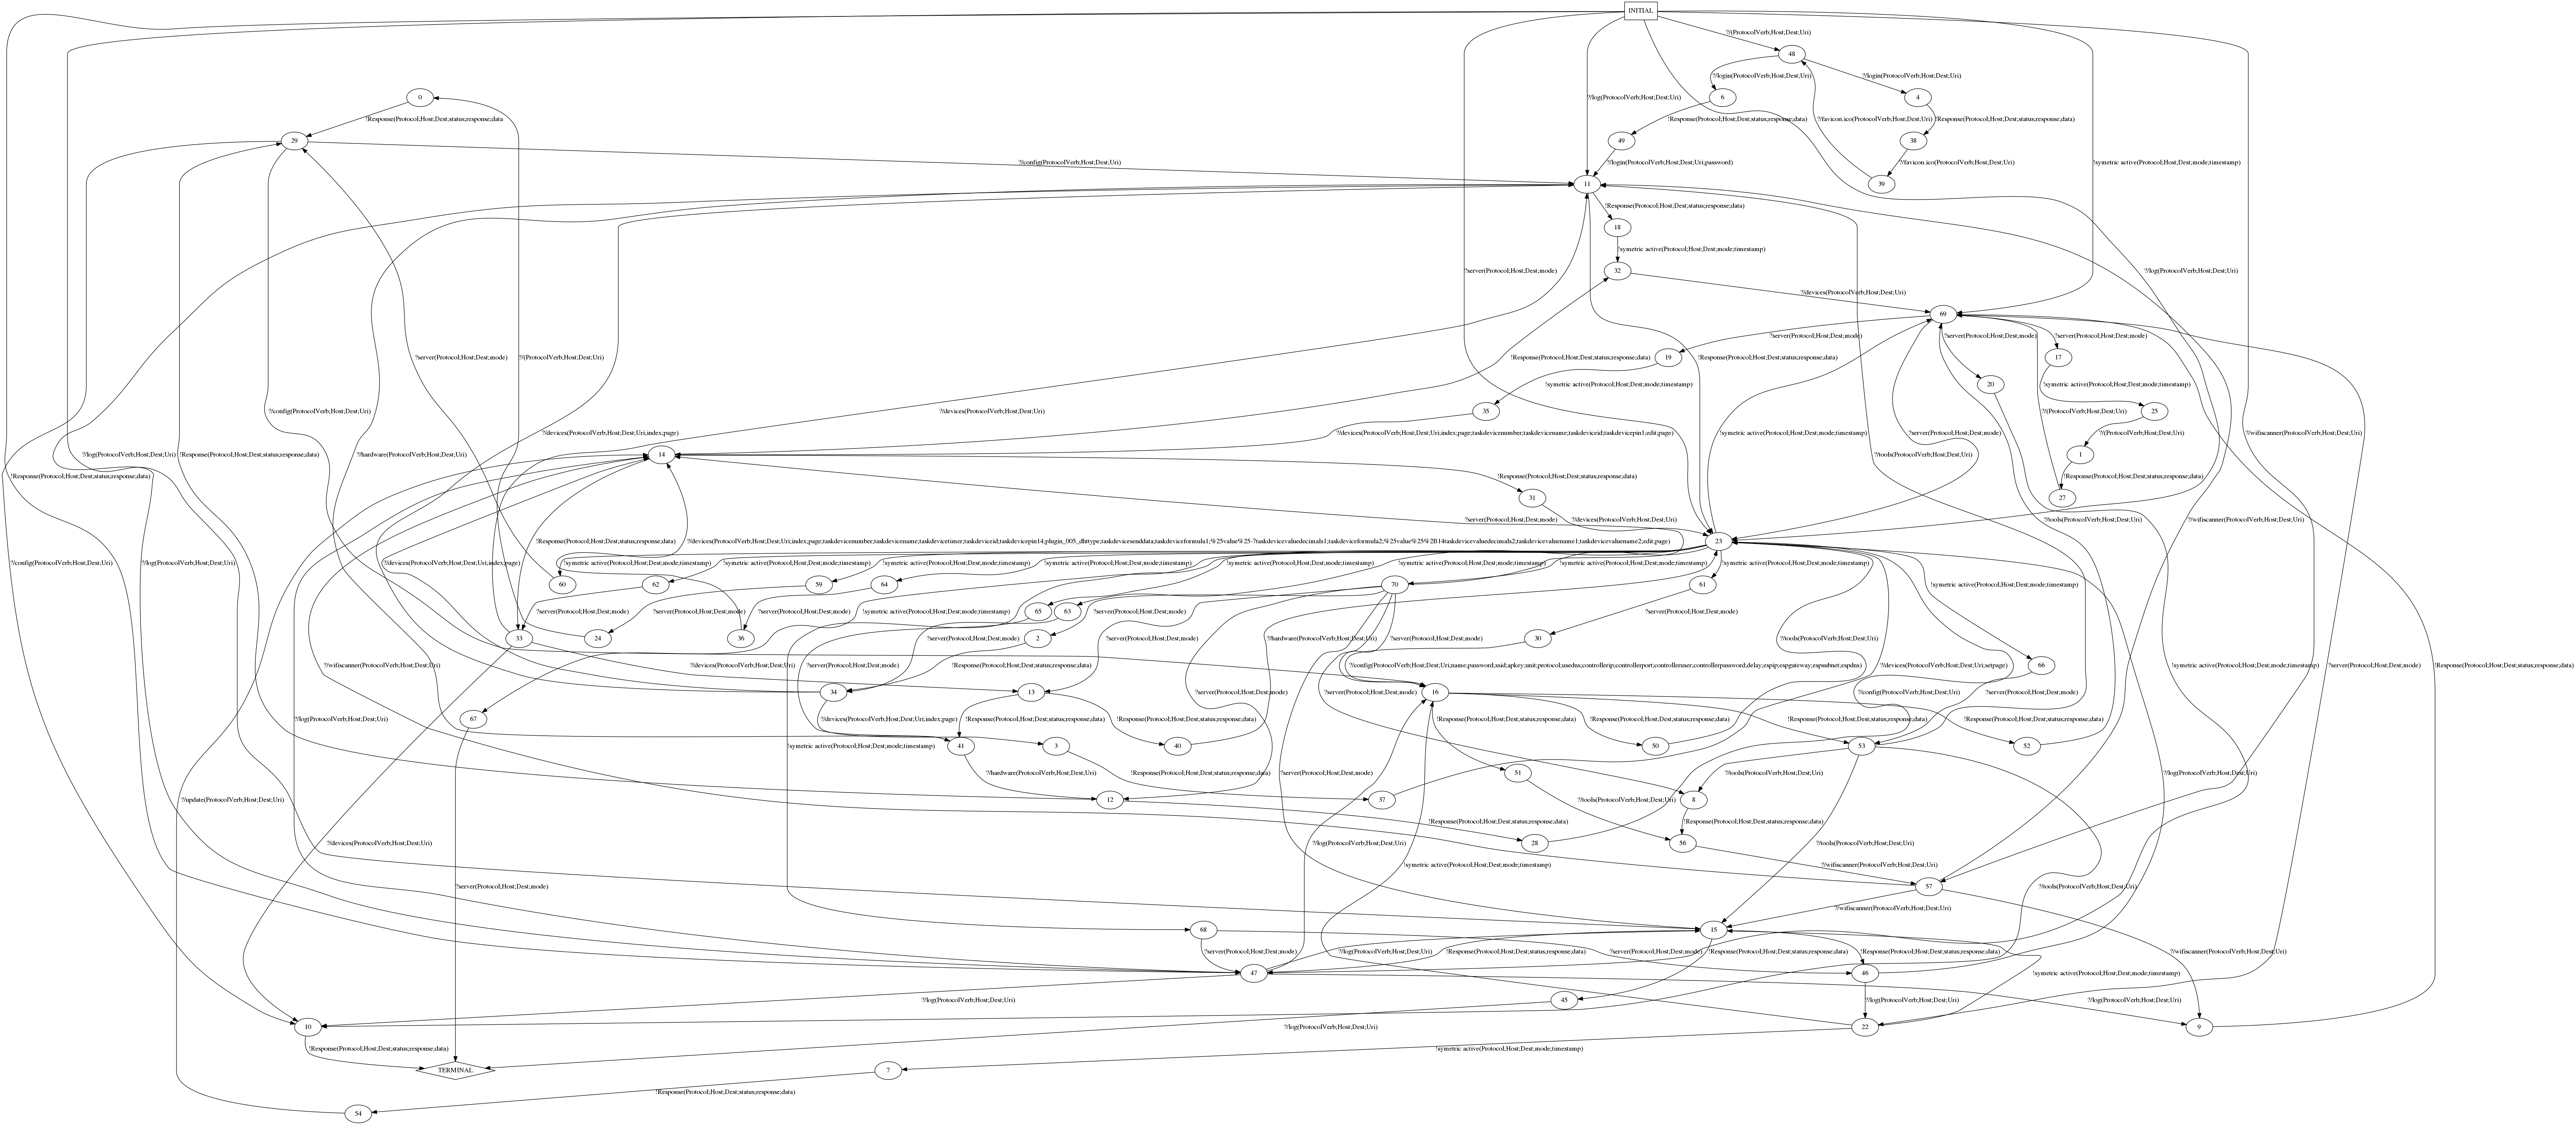 INITIAL
?/(ProtocolVerb;Host;Dest;Uri)
48
?/login(ProtocolVerb;Host;Dest;Uri)
?/login(ProtocolVerb;Host;Dest;Uri)
0
6
4
!Response(Protocol;Host;Dest;status;response;data
?/log(ProtocolVerb;Host;Dest;Uri)
!Response(Protocol;Host;Dest;status;response;data)
?/favicon.ico(ProtocolVerb;Host;Dest;Uri)
!Response(Protocol;Host;Dest;status;response;data)
29
49
38
?/config(ProtocolVerb;Host;Dest;Uri)
?/login(ProtocolVerb;Host;Dest;Uri;password)
?/favicon.ico(ProtocolVerb;Host;Dest;Uri)
!symetric active(Protocol;Host;Dest;mode;timestamp)
11
39
!Response(Protocol;Host;Dest;status;response;data)
18
!symetric active(Protocol;Host;Dest;mode;timestamp)
?server(Protocol;Host;Dest;mode)
32
?/log(ProtocolVerb;Host;Dest;Uri)
?/devices(ProtocolVerb;Host;Dest;Uri)
69
?server(Protocol;Host;Dest;mode)
?server(Protocol;Host;Dest;mode)
?server(Protocol;Host;Dest;mode)
?server(Protocol;Host;Dest;mode)
?/(ProtocolVerb;Host;Dest;Uri)
!Response(Protocol;Host;Dest;status;response;data)
!Response(Protocol;Host;Dest;status;response;data)
19
17
!symetric active(Protocol;Host;Dest;mode;timestamp)
20
!symetric active(Protocol;Host;Dest;mode;timestamp)
?/config(ProtocolVerb;Host;Dest;Uri)
?/devices(ProtocolVerb;Host;Dest;Uri)
35
?/(ProtocolVerb;Host;Dest;Uri)
25
?/devices(ProtocolVerb;Host;Dest;Uri;index;page)
?/devices(ProtocolVerb;Host;Dest;Uri;index;page;taskdevicenumber;taskdevicename;taskdeviceid;taskdevicepin1;edit;page)
!symetric active(Protocol;Host;Dest;mode;timestamp)
?server(Protocol;Host;Dest;mode)
?/(ProtocolVerb;Host;Dest;Uri)
?/wifiscanner(ProtocolVerb;Host;Dest;Uri)
?/log(ProtocolVerb;Host;Dest;Uri)
!Response(Protocol;Host;Dest;status;response;data)
?/hardware(ProtocolVerb;Host;Dest;Uri)
14
?/tools(ProtocolVerb;Host;Dest;Uri)
1
!Response(Protocol;Host;Dest;status;response;data)
!Response(Protocol;Host;Dest;status;response;data)
!Response(Protocol;Host;Dest;status;response;data)
31
27
?server(Protocol;Host;Dest;mode)
?/devices(ProtocolVerb;Host;Dest;Uri)
?/tools(ProtocolVerb;Host;Dest;Uri)
?/wifiscanner(ProtocolVerb;Host;Dest;Uri)
!Response(Protocol;Host;Dest;status;response;data)
?/devices(ProtocolVerb;Host;Dest;Uri;index;page;taskdevicenumber;taskdevicename;taskdevicetimer;taskdeviceid;taskdevicepin14;plugin_005_dhttype;taskdevicesenddata;taskdeviceformula1;%25value%25-7taskdevicevaluedecimals1;taskdeviceformula2;%25value%25%2B14taskdevicevaluedecimals2;taskdevicevaluename1;taskdevicevaluename2;edit;page)
23
?/config(ProtocolVerb;Host;Dest;Uri)
?/log(ProtocolVerb;Host;Dest;Uri)
?/devices(ProtocolVerb;Host;Dest;Uri;index;page)
!symetric active(Protocol;Host;Dest;mode;timestamp)
!symetric active(Protocol;Host;Dest;mode;timestamp)
!symetric active(Protocol;Host;Dest;mode;timestamp)
!symetric active(Protocol;Host;Dest;mode;timestamp)
!symetric active(Protocol;Host;Dest;mode;timestamp)
!symetric active(Protocol;Host;Dest;mode;timestamp)
!symetric active(Protocol;Host;Dest;mode;timestamp)
!symetric active(Protocol;Host;Dest;mode;timestamp)
60
62
59
64
70
61
!symetric active(Protocol;Host;Dest;mode;timestamp)
?server(Protocol;Host;Dest;mode)
?server(Protocol;Host;Dest;mode)
?server(Protocol;Host;Dest;mode)
!symetric active(Protocol;Host;Dest;mode;timestamp)
65
63
?server(Protocol;Host;Dest;mode)
?server(Protocol;Host;Dest;mode)
33
24
36
?server(Protocol;Host;Dest;mode)
2
?server(Protocol;Host;Dest;mode)
?/hardware(ProtocolVerb;Host;Dest;Uri)
?server(Protocol;Host;Dest;mode)
30
?/tools(ProtocolVerb;Host;Dest;Uri)
?/wifiscanner(ProtocolVerb;Host;Dest;Uri)
?/devices(ProtocolVerb;Host;Dest;Uri)
?server(Protocol;Host;Dest;mode)
!Response(Protocol;Host;Dest;status;response;data)
?/config(ProtocolVerb;Host;Dest;Uri;name;password;ssid;apkey;unit;protocol;usedns;controllerip;controllerport;controlleruser;controllerpassword;delay;espip;espgateway;espsubnet;espdns)
?/devices(ProtocolVerb;Host;Dest;Uri;setpage)
66
!symetric active(Protocol;Host;Dest;mode;timestamp)
?server(Protocol;Host;Dest;mode)
!Response(Protocol;Host;Dest;status;response;data)
34
13
?server(Protocol;Host;Dest;mode)
?server(Protocol;Host;Dest;mode)
16
?/config(ProtocolVerb;Host;Dest;Uri)
?server(Protocol;Host;Dest;mode)
67
?/log(ProtocolVerb;Host;Dest;Uri)
?/devices(ProtocolVerb;Host;Dest;Uri;index;page)
!Response(Protocol;Host;Dest;status;response;data)
!Response(Protocol;Host;Dest;status;response;data)
!Response(Protocol;Host;Dest;status;response;data)
!Response(Protocol;Host;Dest;status;response;data)
!Response(Protocol;Host;Dest;status;response;data)
!Response(Protocol;Host;Dest;status;response;data)
!symetric active(Protocol;Host;Dest;mode;timestamp)
41
3
40
50
53
52
?/hardware(ProtocolVerb;Host;Dest;Uri)
!Response(Protocol;Host;Dest;status;response;data)
?server(Protocol;Host;Dest;mode)
51
?/tools(ProtocolVerb;Host;Dest;Uri)
?/log(ProtocolVerb;Host;Dest;Uri)
?/update(ProtocolVerb;Host;Dest;Uri)
12
37
?/tools(ProtocolVerb;Host;Dest;Uri)
8
!Response(Protocol;Host;Dest;status;response;data)
!Response(Protocol;Host;Dest;status;response;data)
?/devices(ProtocolVerb;Host;Dest;Uri)
?/log(ProtocolVerb;Host;Dest;Uri)
28
56
?/tools(ProtocolVerb;Host;Dest;Uri)
!symetric active(Protocol;Host;Dest;mode;timestamp)
?/wifiscanner(ProtocolVerb;Host;Dest;Uri)
?server(Protocol;Host;Dest;mode)
57
?/tools(ProtocolVerb;Host;Dest;Uri)
?/wifiscanner(ProtocolVerb;Host;Dest;Uri)
68
15
?server(Protocol;Host;Dest;mode)
?/log(ProtocolVerb;Host;Dest;Uri)
!Response(Protocol;Host;Dest;status;response;data)
?server(Protocol;Host;Dest;mode)
!Response(Protocol;Host;Dest;status;response;data)
!Response(Protocol;Host;Dest;status;response;data)
?/wifiscanner(ProtocolVerb;Host;Dest;Uri)
47
46
!symetric active(Protocol;Host;Dest;mode;timestamp)
?/log(ProtocolVerb;Host;Dest;Uri)
45
?/log(ProtocolVerb;Host;Dest;Uri)
?/log(ProtocolVerb;Host;Dest;Uri)
10
?/log(ProtocolVerb;Host;Dest;Uri)
22
9
!Response(Protocol;Host;Dest;status;response;data)
!symetric active(Protocol;Host;Dest;mode;timestamp)
TERMINAL
7
!Response(Protocol;Host;Dest;status;response;data)
54